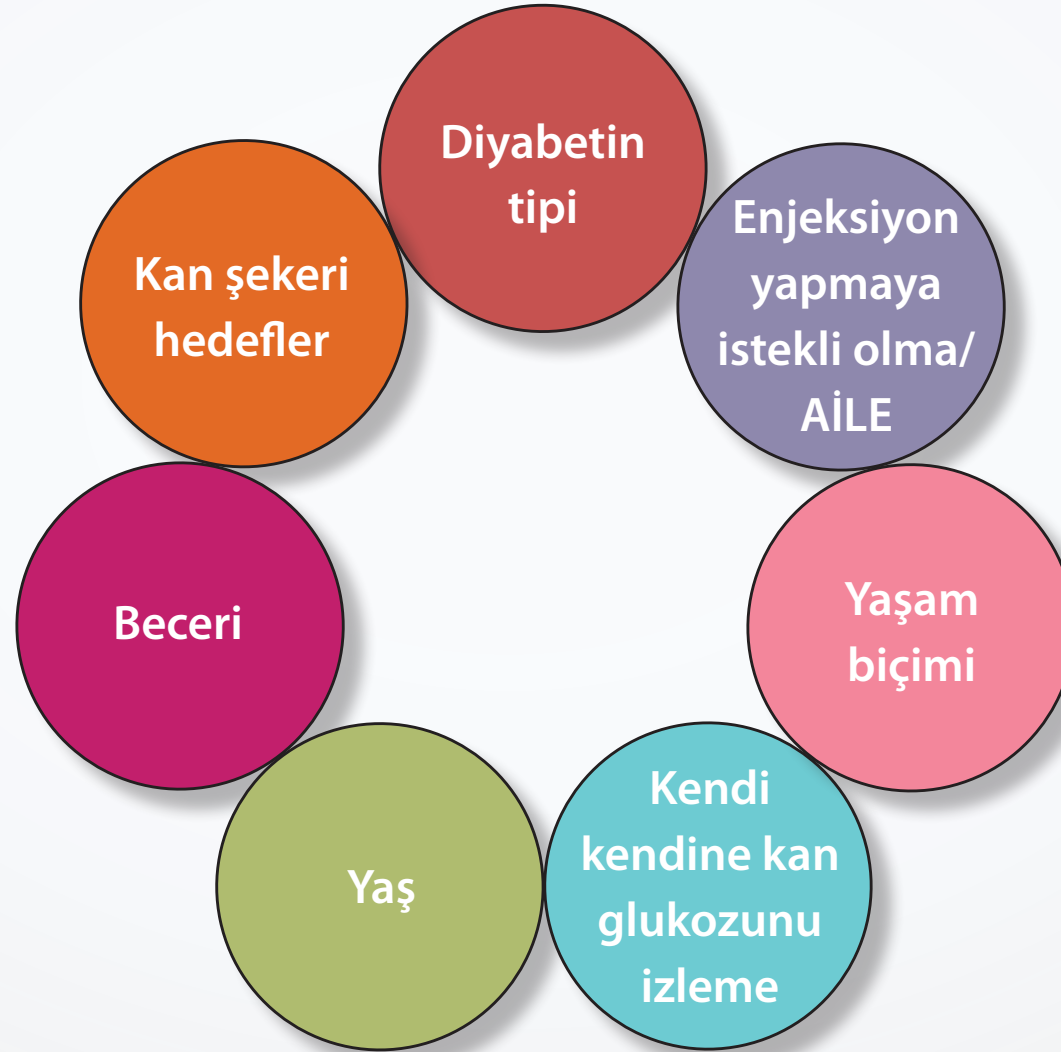 Diyabetin
tipi
Enjeksiyon
yapmaya
istekli olma/
AİLE
Yaşam
biçimi
Kendi
kendine kan
glukozunu
izleme
Yaş
Beceri
Kan şekeri
hedefler